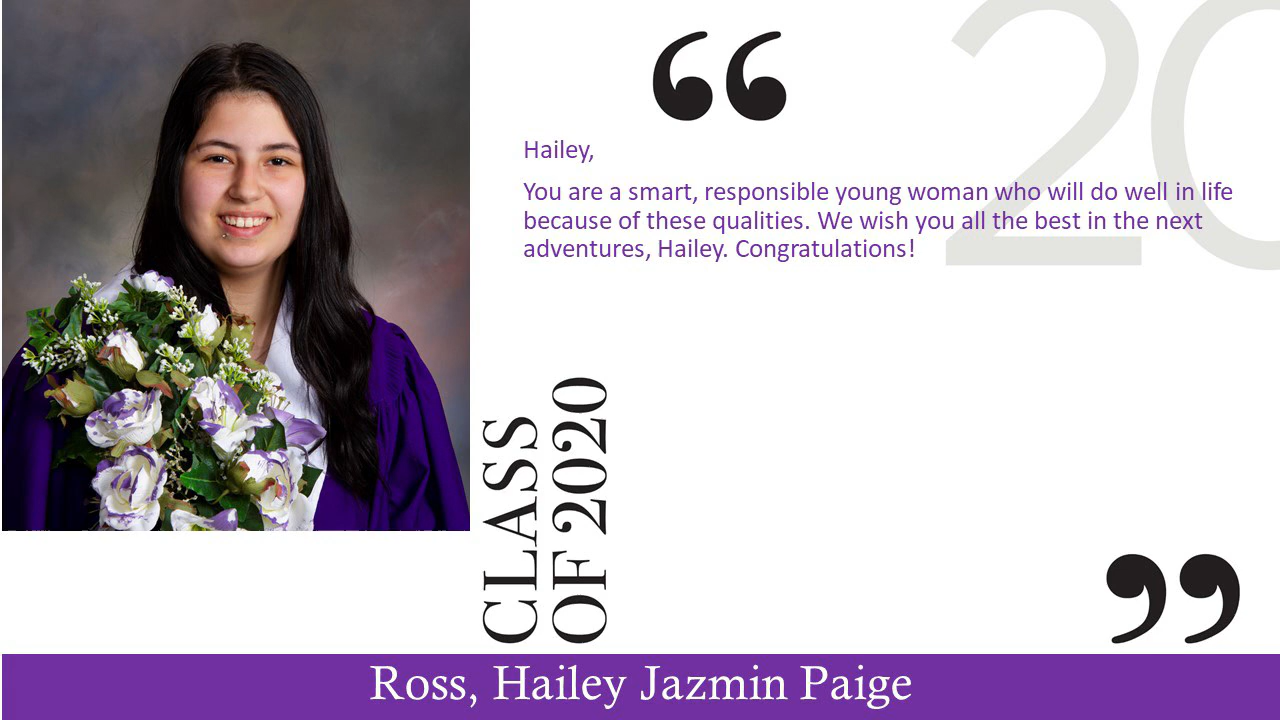 20
“
Hailey,
You are a smart, responsible young woman who will do well in life
because of these qualities. We wish you all the best in the next
adventures, Hailey. Congratulations!
CLASS
OF 2020
”
Ross, Hailey Jazmin Paige